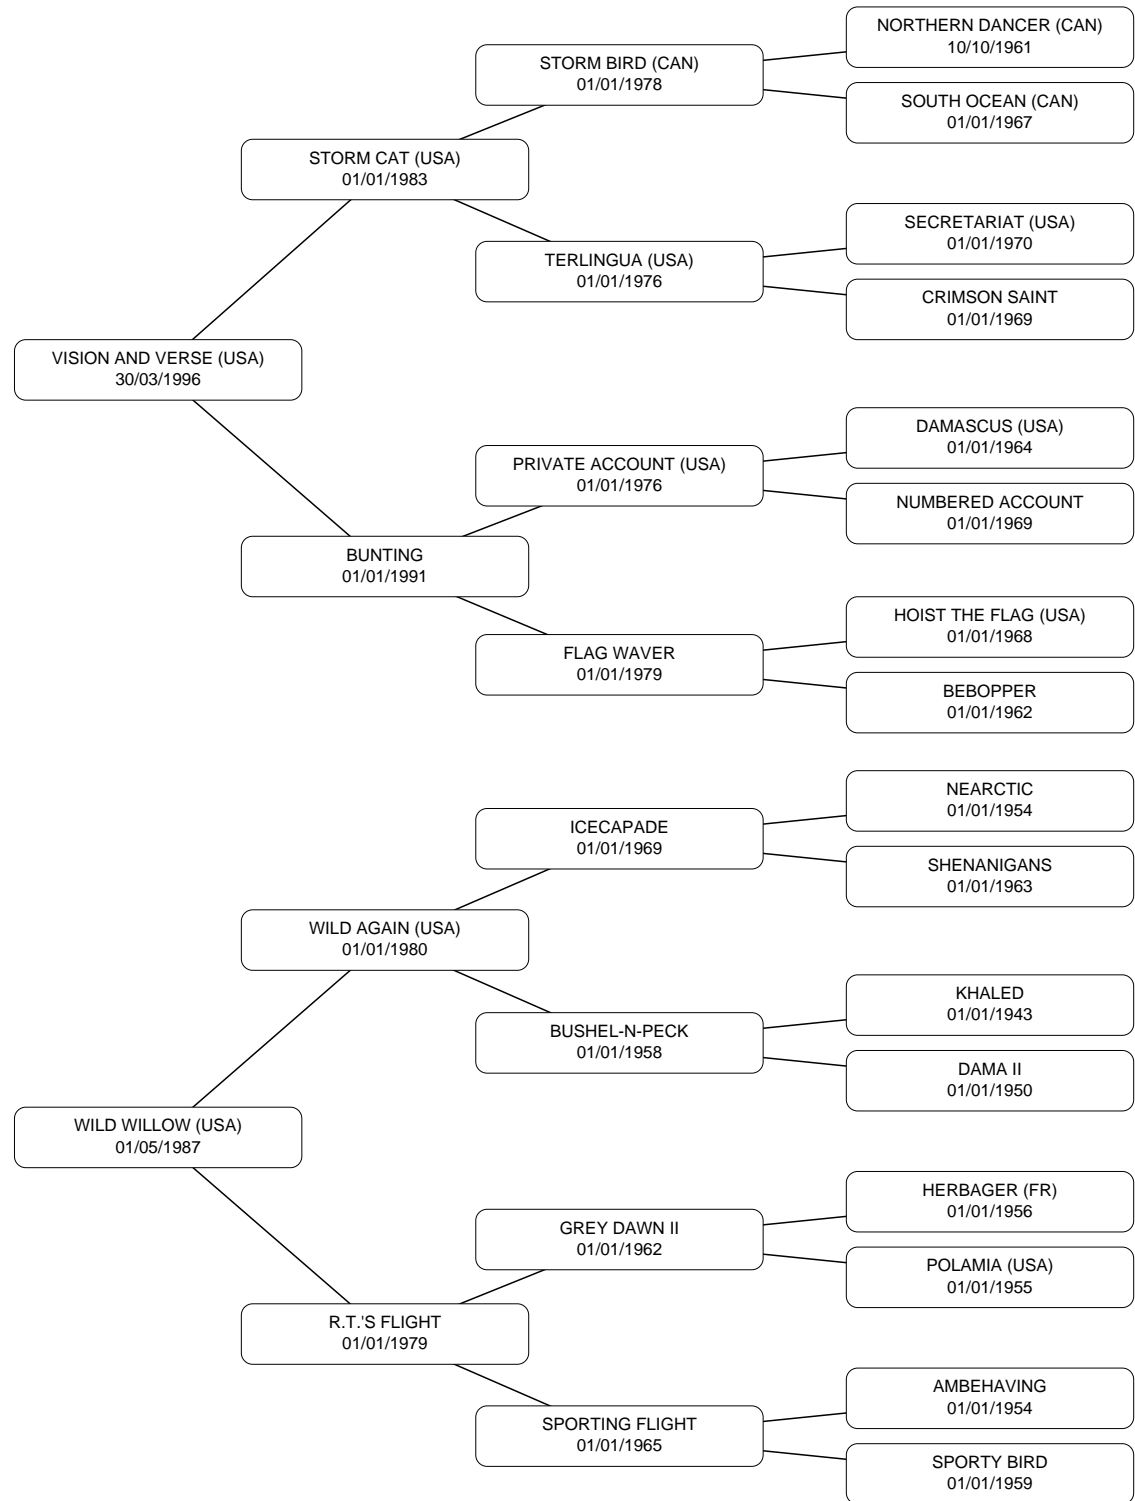 NORTHERN DANCER (CAN)
10/10/1961
STORM BIRD (CAN)
01/01/1978
SOUTH OCEAN (CAN)
01/01/1967
STORM CAT (USA)
01/01/1983
SECRETARIAT (USA)
01/01/1970
TERLINGUA (USA)
01/01/1976
CRIMSON SAINT
01/01/1969
VISION AND VERSE (USA)
30/03/1996
DAMASCUS (USA)
01/01/1964
PRIVATE ACCOUNT (USA)
01/01/1976
NUMBERED ACCOUNT
01/01/1969
BUNTING
01/01/1991
HOIST THE FLAG (USA)
01/01/1968
FLAG WAVER
01/01/1979
BEBOPPER
01/01/1962
NEARCTIC
01/01/1954
ICECAPADE
01/01/1969
SHENANIGANS
01/01/1963
WILD AGAIN (USA)
01/01/1980
KHALED
01/01/1943
BUSHEL-N-PECK
01/01/1958
DAMA II
01/01/1950
WILD WILLOW (USA)
01/05/1987
HERBAGER (FR)
01/01/1956
GREY DAWN II
01/01/1962
POLAMIA (USA)
01/01/1955
R.T.'S FLIGHT
01/01/1979
AMBEHAVING
01/01/1954
SPORTING FLIGHT
01/01/1965
SPORTY BIRD
01/01/1959